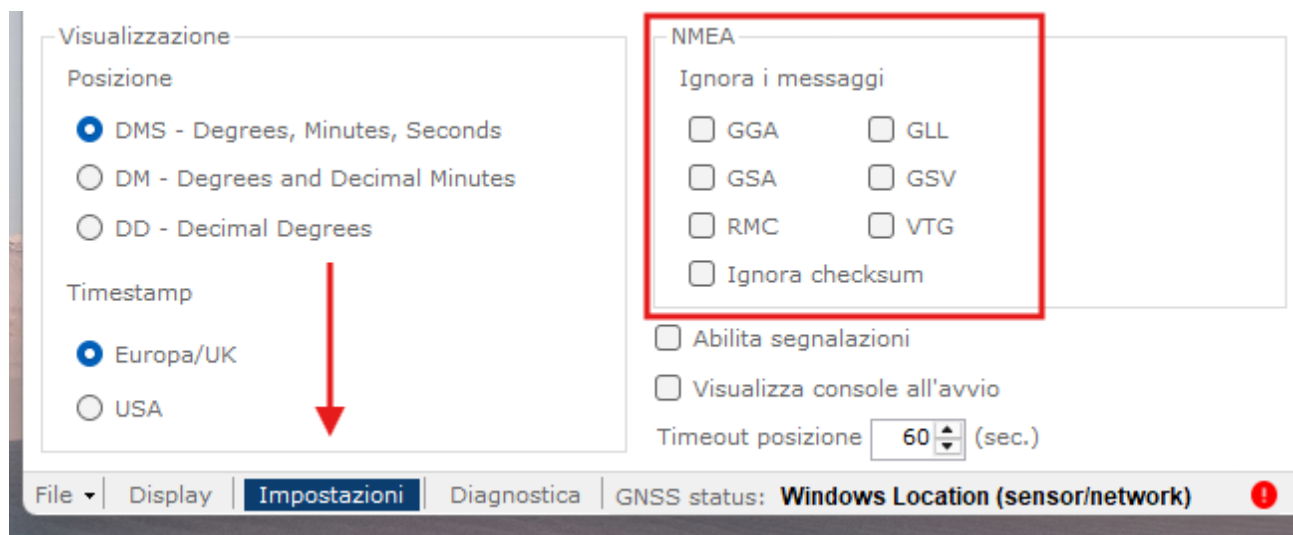 Visualizzazione
Posizione
DMS - Degrees, Minutes, Seconds
DM - Degrees and Decimal Minutes
DD - Decimal Degrees
Timestamp
Europa/UK
USA
NMEA
Ignora i messaggi
GGA GLL
GSA GSV
RMC VTG
Ignora checksum
Abilita segnalazioni
Visualizza console all'avvio
Timeout posizione 60 (sec.)
File Display Impostazioni Diagnostica GNSS status: Windows Location (sensor/network)